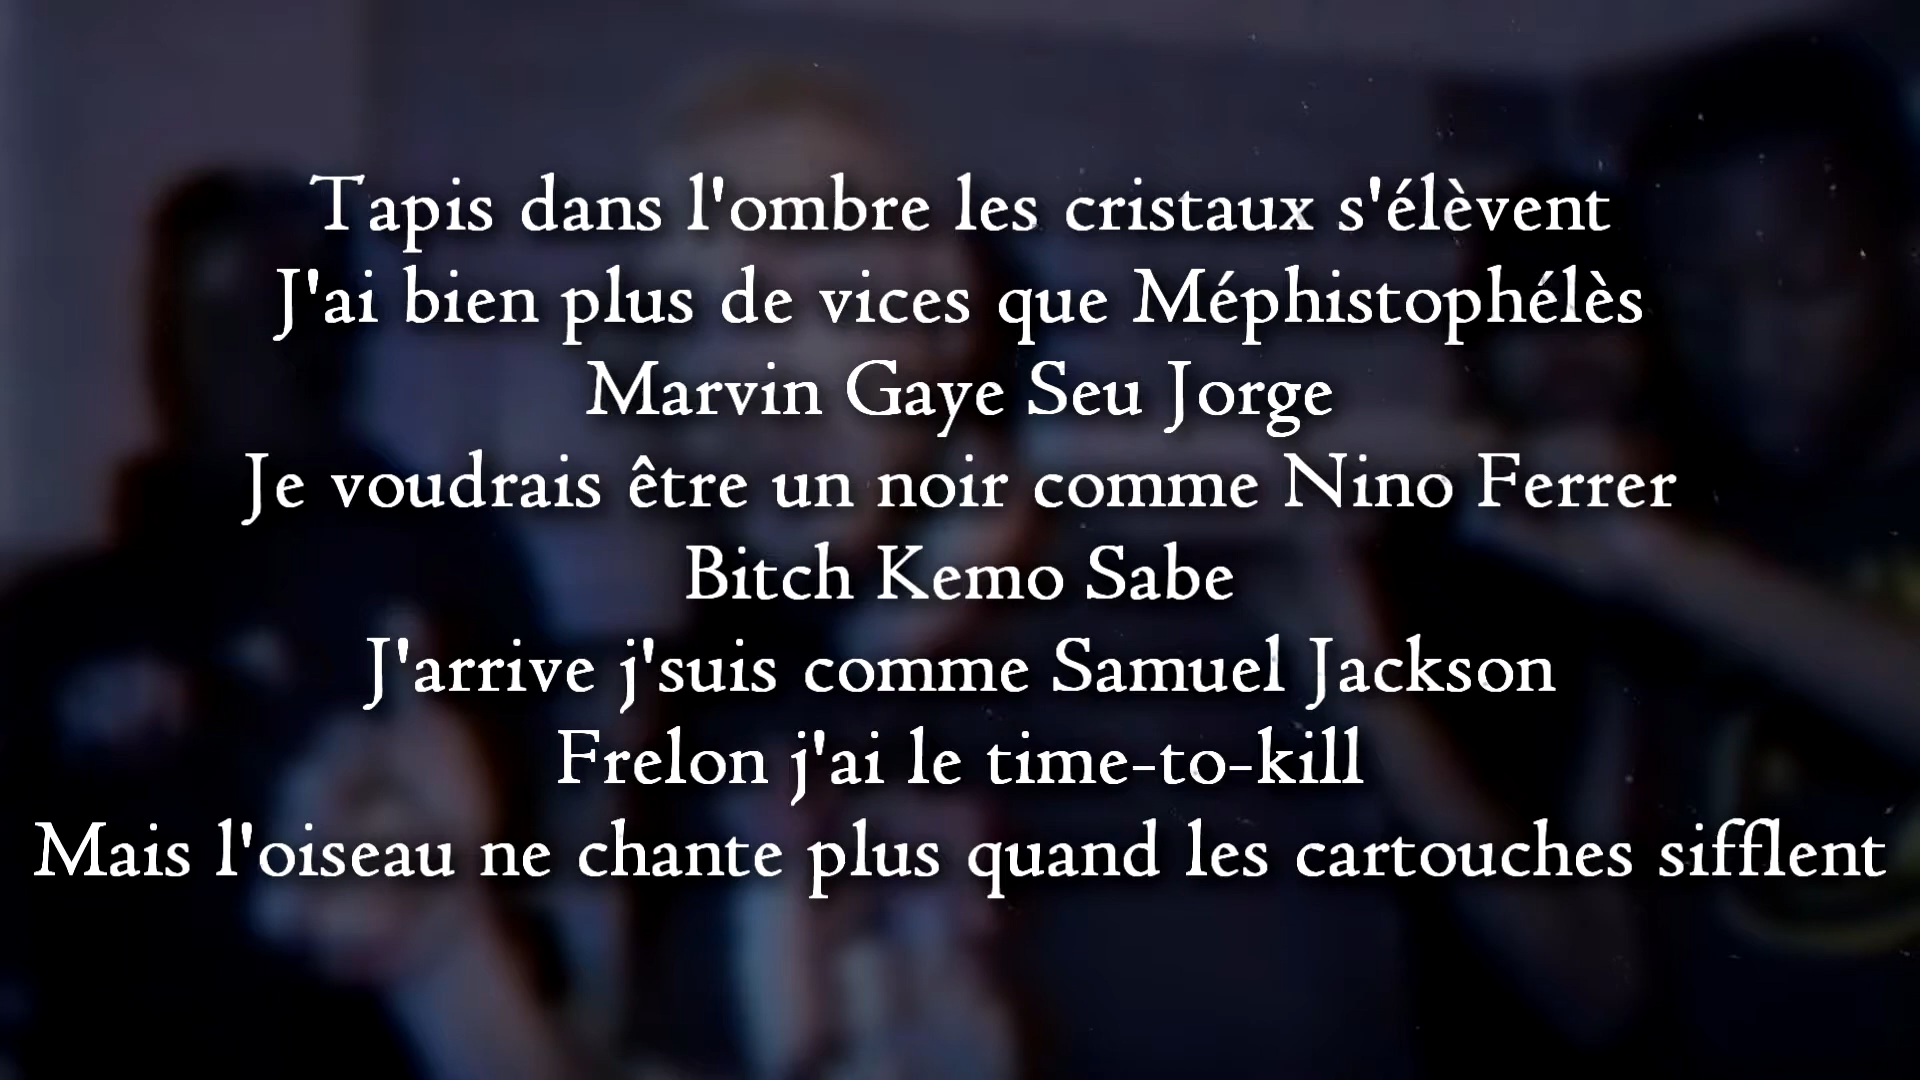 Tapis dans l'ombre les cristaux s'élèvent
J'ai bien plus de vices que Méphistophélès
Marvin Gaye Seu Jorge
Je voudrais être un noir comme Nino Ferrer
Bitch Kemo Sabe
J'arrive j'suis comme Samuel Jackson
Frelon j'ai le time-to-kill
Mais l'oiseau ne chante plus quand les cartouches sifflent